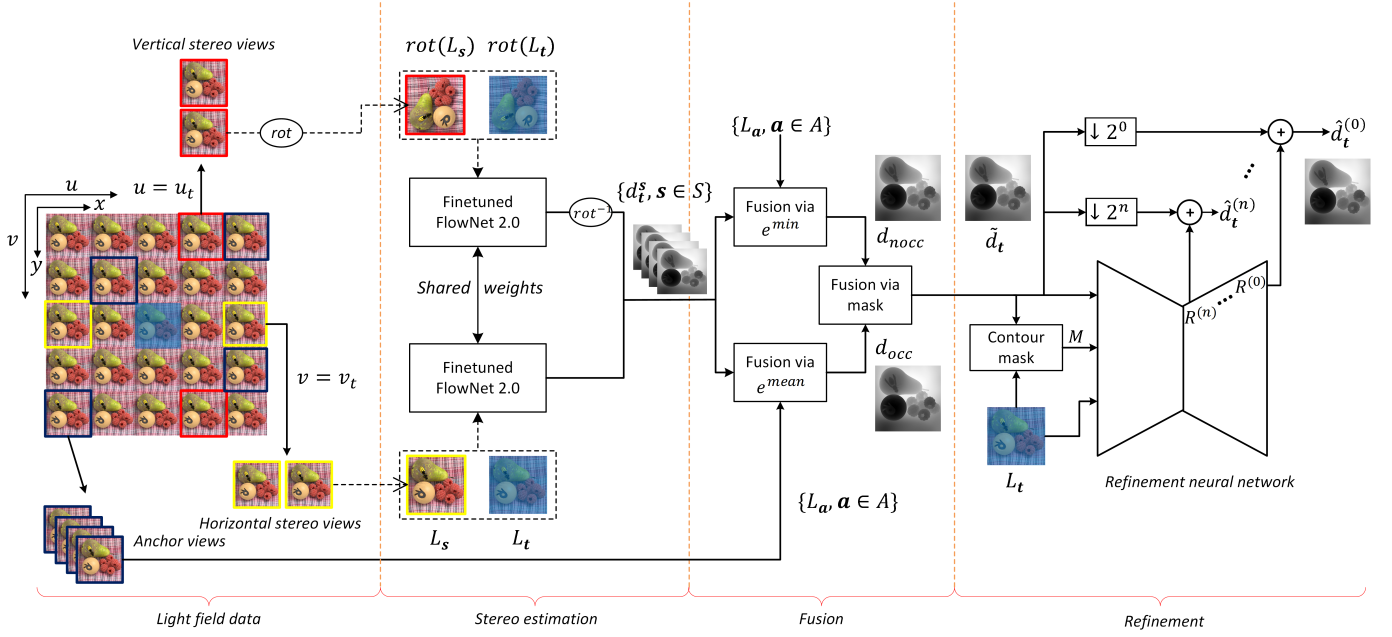 Vertical stereo views
rot
u
x
v
y
u = u_t
v = v_t
Horizontal stereo views
Anchor views
Light field data
rot(L_s) rot(L_t)
Finetuned
FlowNet 2.0
rot⁻¹
{d_t^s, s ∈ S}
Shared weights
Finetuned
FlowNet 2.0
L_s L_t
Stereo estimation
{L_a, a ∈ A}
Fusion via
e^min
d_nocc
Fusion via
mask
d_occ
Fusion via
e^mean
{L_a, a ∈ A}
Fusion
d̃_t
↓ 2⁰
+
d̂_t^(0)
↓ 2ⁿ
+
d̂_t^(n)
R^(n) R^(0)
Contour
mask
M
L_t
Refinement neural network
Refinement